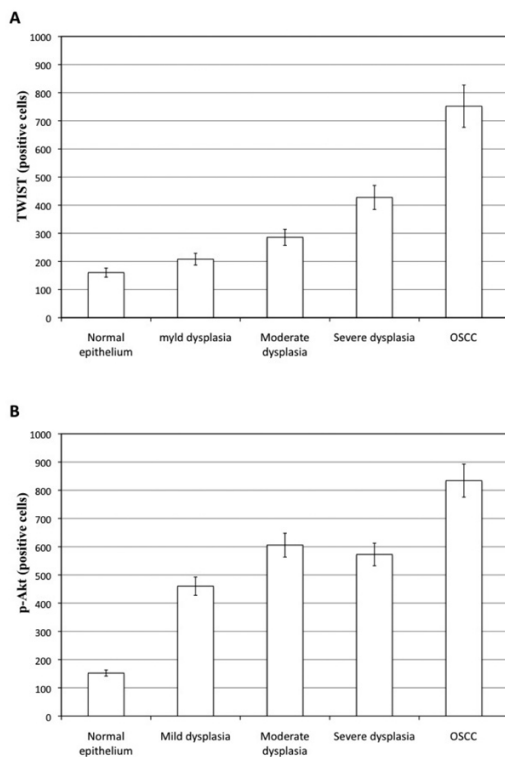 A
TWIST (positive cells)
1000
900
800
700
600
500
400
300
200
100
0
Normal
epithelium
myld dysplasia
Moderate
dysplasia
Severe dysplasia
OSCC
B
p-Akt (positive cells)
1000
900
800
700
600
500
400
300
200
100
0
Normal
epithelium
Mild dysplasia
Moderate
dysplasia
Severe dysplasia
OSCC